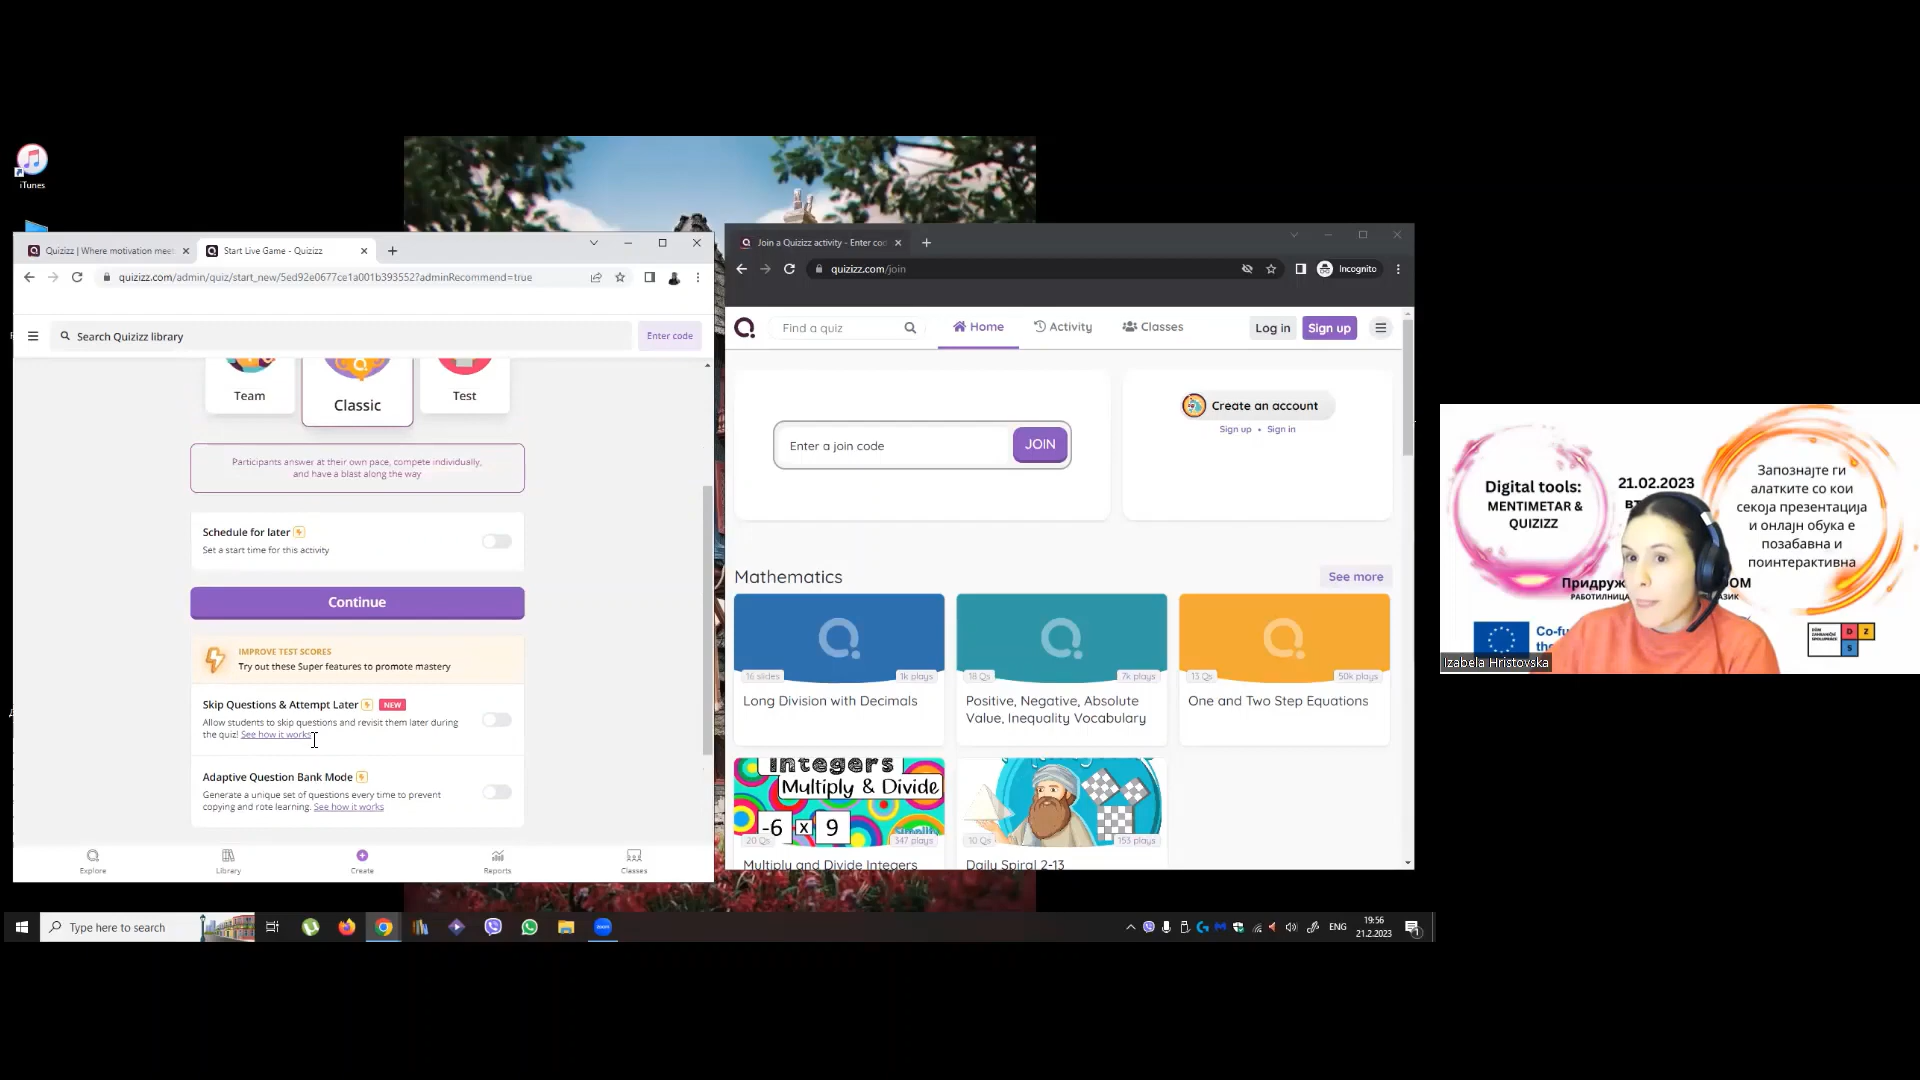 iTunes
Quizizz | Where motivation mee
Start Live Game - Quizizz
quizizz.com/admin/quiz/start_new/5ed92e0677ce1a001b393552?adminRecommend=true
Search Quizizz library
Enter code
Team
Classic
Test
Participants answer at their own pace, compete individually,
and have a blast along the way
Schedule for later
Set a start time for this activity
Continue
IMPROVE TEST SCORES
Try out these Super features to promote mastery
Skip Questions & Attempt Later NEW
Allow students to skip questions and revisit them later during
the quiz! See how it works
Adaptive Question Bank Mode
Generate a unique set of questions every time to prevent
copying and rote learning. See how it works
Explore
Library
Create
Reports
Classes
Join a Quizizz activity - Enter co
quizizz.com/join
Incognito
Find a quiz
Home
Activity
Classes
Log in
Sign up
Enter a join code
JOIN
Create an account
Sign up • Sign in
Mathematics
See more
16 slides
1k plays
Long Division with Decimals
18 Qs
7k plays
Positive, Negative, Absolute
Value, Inequality Vocabulary
13 Qs
50k plays
One and Two Step Equations
Integers
Multiply & Divide
-6 x 9
20 Qs
347 plays
Multiply and Divide Integers
10 Qs
153 plays
Daily Spiral 2-13
Digital tools:
MENTIMETAR &
QUIZIZZ
21.02.2023
Запознајте ги
алатките со кои
секоја презентација
и онлајн обука е
позабавна и
поинтерактивна
Придруж
OM
РАБОТИЛНИЦА
Co-fu
the
D Z
S
Izabela Hristovska
Type here to search
zoom
ENG
19:56
21.2.2023
1